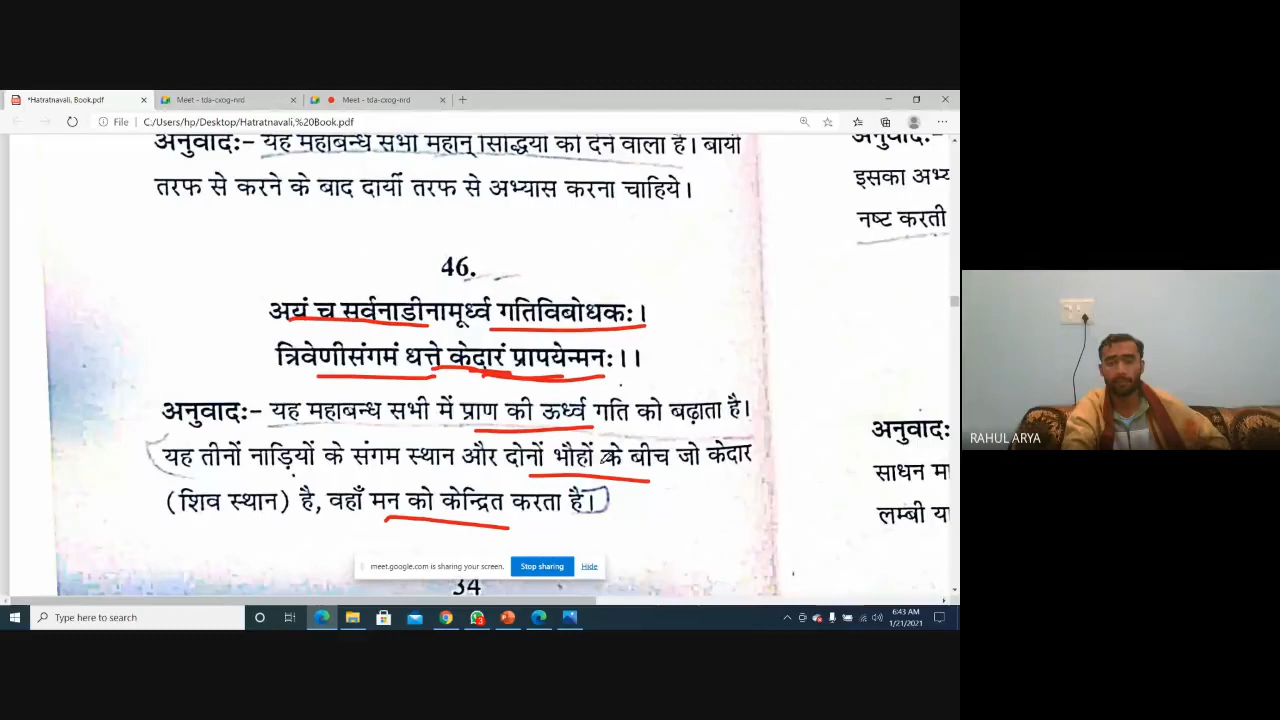 *Hatratnavali, Book.pdf
Meet - tda-cxog-nrd
Meet - tda-cxog-nrd
File
C:/Users/hp/Desktop/Hatratnavali,%20Book.pdf
अनुवादः- यह महाबन्ध सभी महान् सिद्धियों को देने वाला है। बायीं
तरफ से करने के बाद दायीं तरफ से अभ्यास करना चाहिये।
46.
अयं च सर्वनाडीनामूर्ध्व गतिविबोधकः।
त्रिवेणीसंगमं धत्ते केदारं प्रापयेन्मनः।।
अनुवादः- यह महाबन्ध सभी में प्राण की ऊर्ध्व गति को बढ़ाता है।
यह तीनों नाड़ियों के संगम स्थान और दोनों भौहों के बीच जो केदार
(शिव स्थान) है, वहाँ मन को केन्द्रित करता है।
34
अनुवादः-
इसका अभ्य
नष्ट करती
अनुवादः
साधन मा
लम्बी या
meet.google.com is sharing your screen.
Stop sharing
Hide
RAHUL ARYA
Type here to search
6:43 AM
1/21/2021